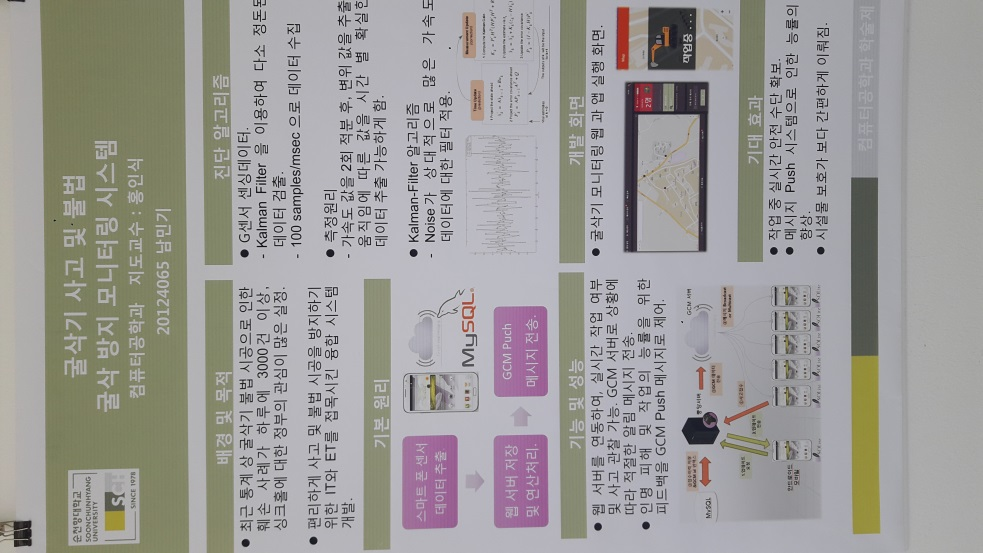 순천향대학교
SOONCHUNHYANG
UNIVERSITY
SCH
SINCE 1978
굴삭기 사고 및 불법
굴삭 방지 모니터링 시스템
컴퓨터공학과 지도교수 : 홍인식
20124065 남민기
배경 및 목적
● 최근 통계 상 굴삭기 불법 시공으로 인한
훼손 사례가 하루에 3000건 이상,
싱크홀에 대한 정부의 관심이 많은 실정.
● 편리하게 사고 및 불법 시공을 방지하기
위한 IT와 ET를 접목시킨 융합 시스템
개발.
기본 원리
스마트 폰 센서
데이터 추출
MySQL
웹 서버 저장
및 연산처리.
GCM Puch
메시지 전송.
기능 및 성능
● 웹 서버를 연동하여, 실시간 작업 여부
및 사고 관찰 가능. GCM 서버로 상황에
따라 적절한 알림 메시지 전송.
● 인명 피해 및 작업의 능률을 위한
피드백을 GCM Push 메시지로 제어.
GCM 서버
MySQL
안드로이드
모바일
진단 알고리즘
● G센서 센싱데이터.
- Kalman Filter 을 이용하여 다소 정돈된
데이터 검출.
- 100 samples/msec 으로 데이터 수집
● 측정원리
- 가속도 값을 2회 적분 후, 변위 값을 추출
움직임에 따른 값을 시간 별 확실한
데이터 추출 가능하게 함.
● Kalman-Filter 알고리즘
- Noise가 상대적으로 많은 가속도
데이터에 대한 필터 적용.
개발 화면
● 굴삭기 모니터링 웹 과 앱 실행 화면.
작업중
기대 효과
● 작업 중 실시간 안전 수단 확보.
● 메시지 Push 시스템으로 인한 능률의
향상.
● 시설물 보호가 보다 간편하게 이뤄짐.
컴퓨터공학과 학술제